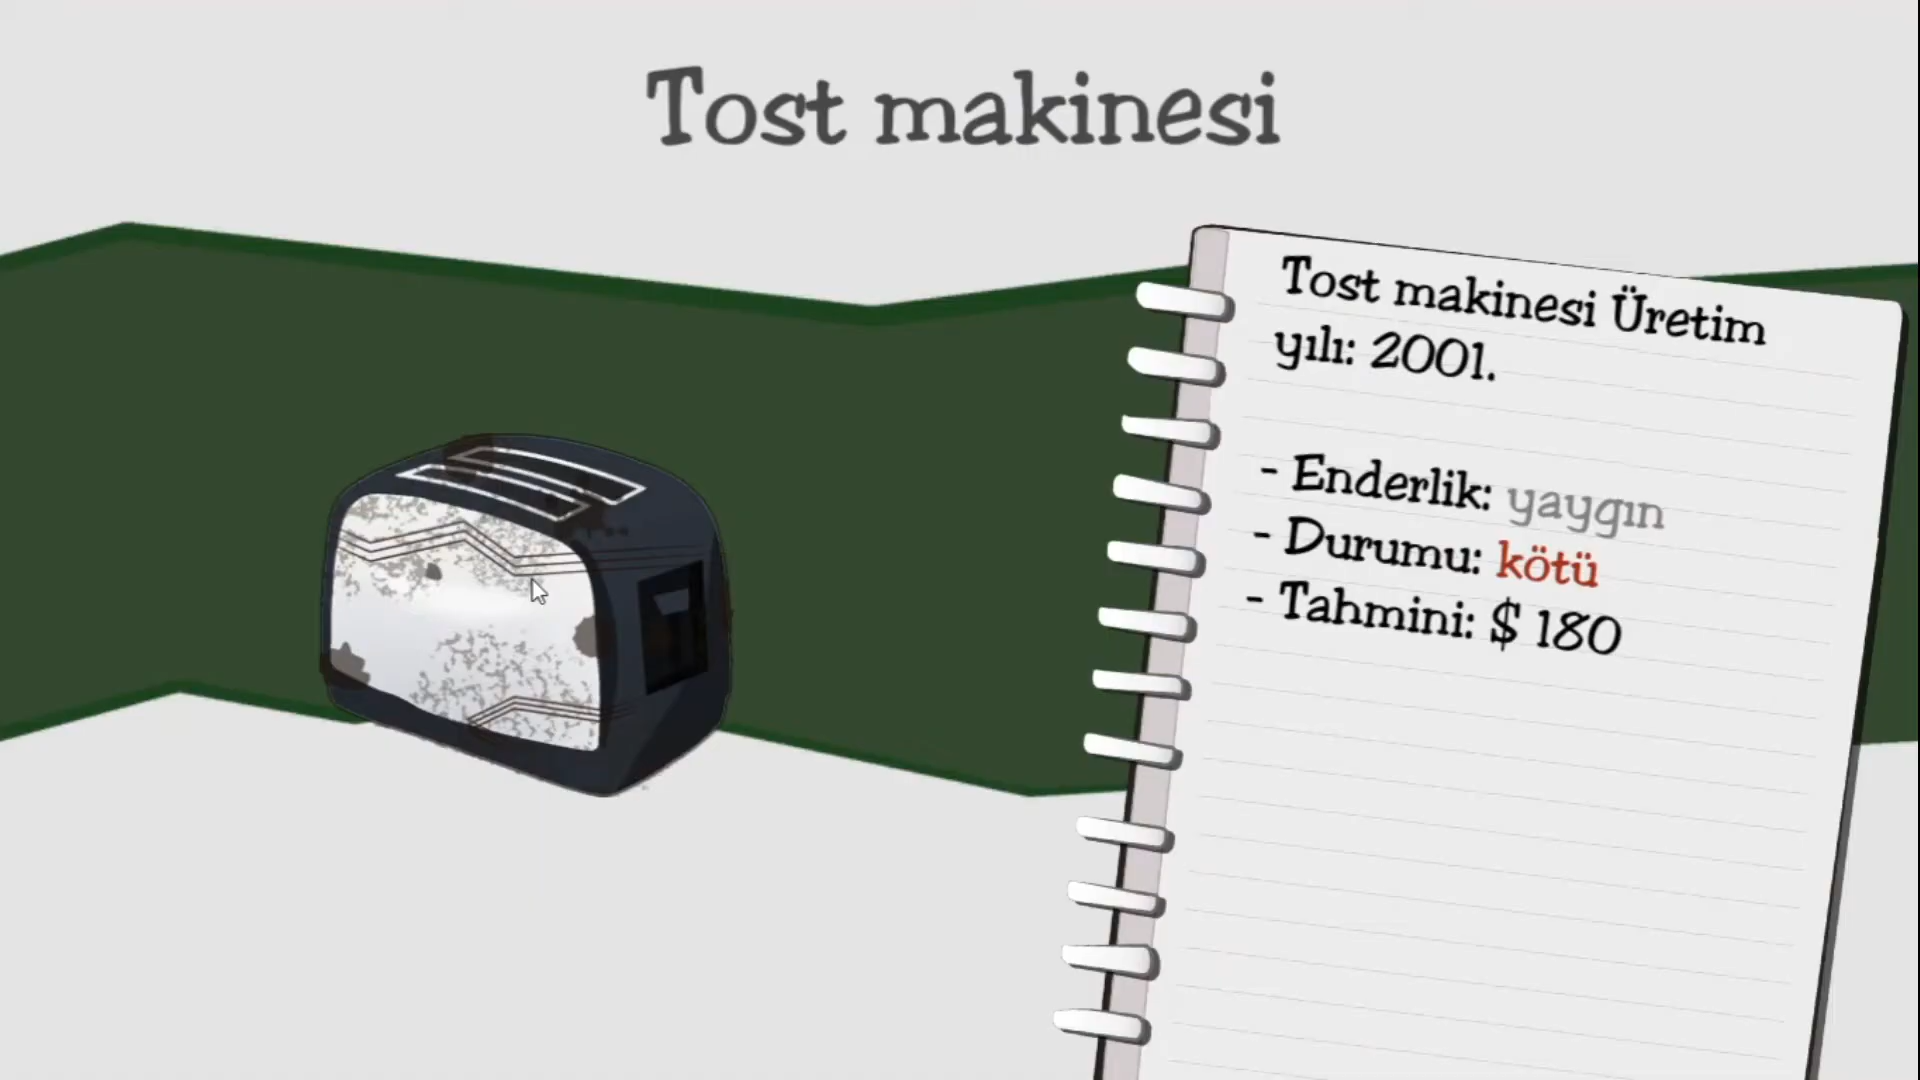 Tost makinesi
Tost makinesi Üretim
yılı: 2001.
- Enderlik: yaygın
- Durumu: kötü
- Tahmini: $ 180